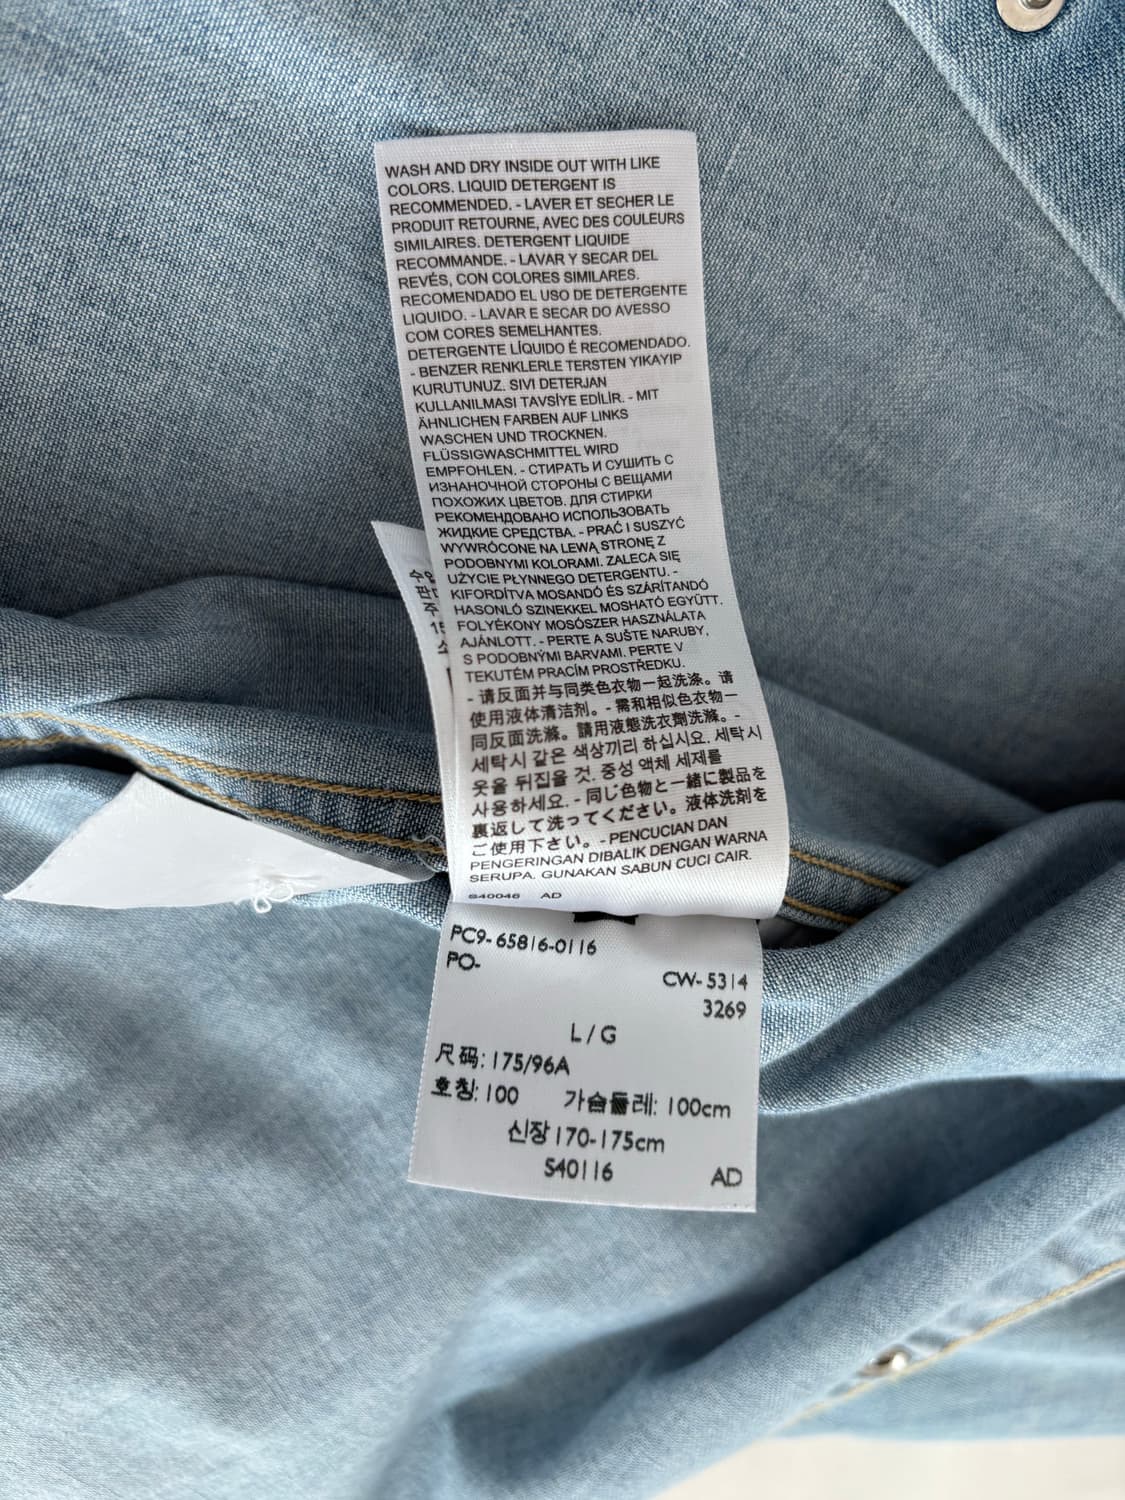 WASH AND DRY INSIDE OUT WITH LIKE
COLORS. LIQUID DETERGENT IS
RECOMMENDED. - LAVER ET SECHER LE
PRODUIT RETOURNE, AVEC DES COULEURS
SIMILAIRES. DETERGENT LIQUIDE
RECOMMANDE. - LAVAR Y SECAR DEL
REVÉS, CON COLORES SIMILARES.
RECOMENDADO EL USO DE DETERGENTE
LIQUIDO. - LAVAR E SECAR DO AVESSO
COM CORES SEMELHANTES.
DETERGENTE LÍQUIDO É RECOMENDADO.
- BENZER RENKLERLE TERSTEN YIKAYIP
KURUTUNUZ. SIVI DETERJAN
KULLANILMASI TAVSİYE EDİLİR. - MIT
ÄHNLICHEN FARBEN AUF LINKS
WASCHEN UND TROCKNEN.
FLÜSSIGWASCHMITTEL WIRD
EMPFOHLEN. - СТИРАТЬ И СУШИТЬ С
ИЗНАНОЧНОЙ СТОРОНЫ С ВЕЩАМИ
ПОХОЖИХ ЦВЕТОВ. ДЛЯ СТИРКИ
РЕКОМЕНДОВАНО ИСПОЛЬЗОВАТЬ
ЖИДКИЕ СРЕДСТВА. - PRAĆ I SUSZYĆ
WYWRÓCONE NA LEWĄ STRONĘ Z
PODOBNYMI KOLORAMI. ZALECA SIĘ
UŻYCIE PŁYNNEGO DETERGENTU. -
KIFORDÍTVA MOSANDÓ ÉS SZÁRÍTANDÓ
HASONLÓ SZINEKKEL MOSHATÓ EGYÜTT.
FOLYÉKONY MOSÓSZER HASZNÁLATA
AJÁNLOTT. - PERTE A SUŠTE NARUBY,
S PODOBNÝMI BARVAMI. PERTE V
TEKUTÉM PRACÍM PROSTŘEDKU.
- 请反面并与同类色衣物一起洗涤。请
使用液体清洁剂。- 需和相似色衣物一
同反面洗滌。請用液態洗衣劑洗滌。-
세탁시 같은 색상끼리 하십시요. 세탁시
옷을 뒤집을 것. 중성 액체 세제를
사용하세요. - 同じ色物と一緒に製品を
裏返して洗ってください。液体洗剤を
ご使用下さい。- PENCUCIAN DAN
PENGERINGAN DIBALIK DENGAN WARNA
SERUPA. GUNAKAN SABUN CUCI CAIR.
S40046 AD
PC9-65816-0116
PO-
CW-5314
3269
L/G
尺码: 175/96A
호칭: 100 가슴둘레: 100cm
신장 170-175cm
S40116 AD